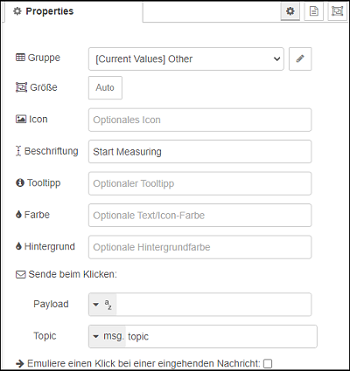 Properties
Gruppe [Current Values] Other
Größe Auto
Icon Optionales Icon
Beschriftung Start Measuring
Tooltipp Optionaler Tooltipp
Farbe Optionale Text/Icon-Farbe
Hintergrund Optionale Hintergrundfarbe
Sende beim Klicken:
Payload a z
Topic msg. topic
Emuliere einen Klick bei einer eingehenden Nachricht: